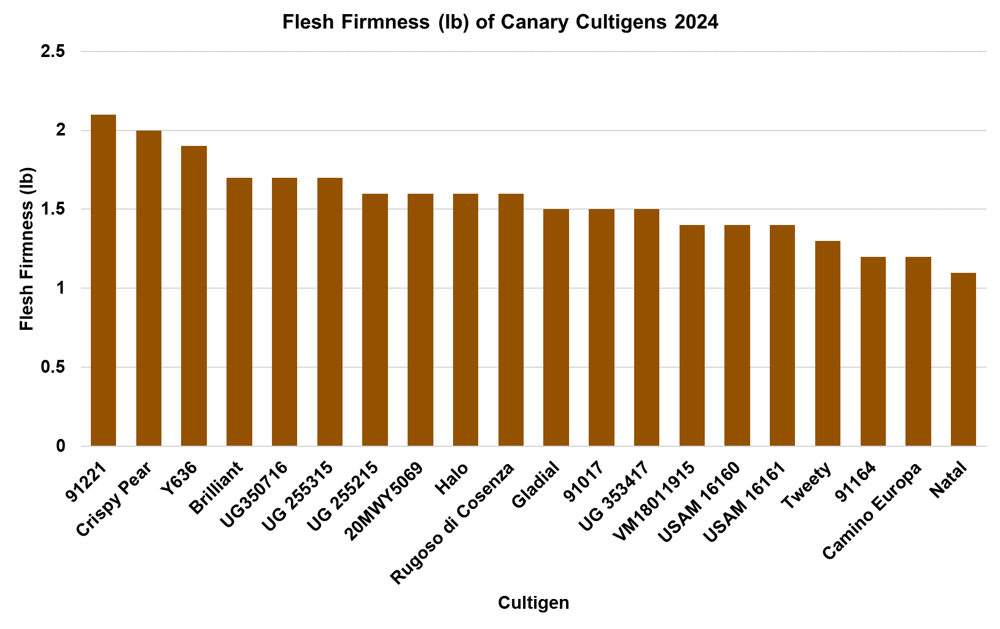 Flesh Firmness (lb) of Canary Cultigens 2024
Flesh Firmness (lb)
2.5
2
1.5
1
0.5
0
91221
Crispy Pear
Y636
Brilliant
UG350716
UG 255315
UG 255215
20MWY5069
Halo
Rugoso di Cosenza
Gladial
91017
UG 353417
VM18011915
USAM 16160
USAM 16161
Tweety
91164
Camino Europa
Natal
Cultigen